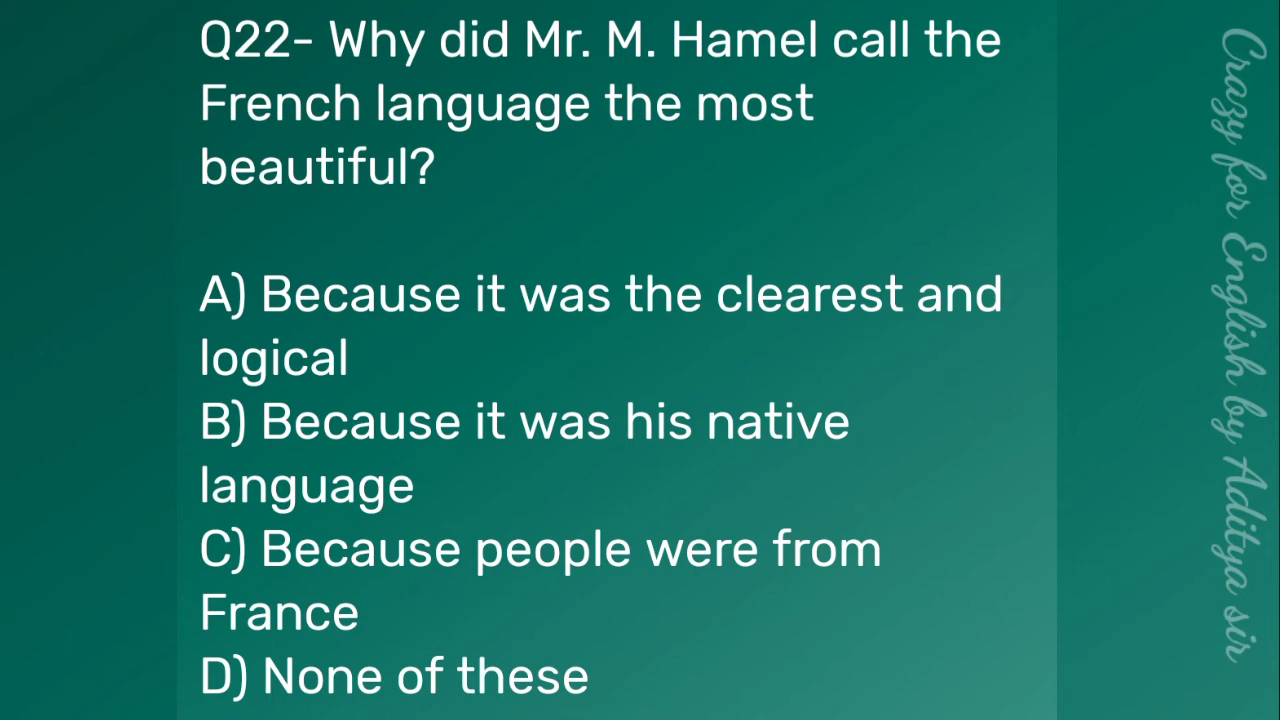 Q22- Why did Mr. M. Hamel call the
French language the most
beautiful?
A) Because it was the clearest and
logical
B) Because it was his native
language
C) Because people were from
France
D) None of these
Crazy for English by Aditya sir